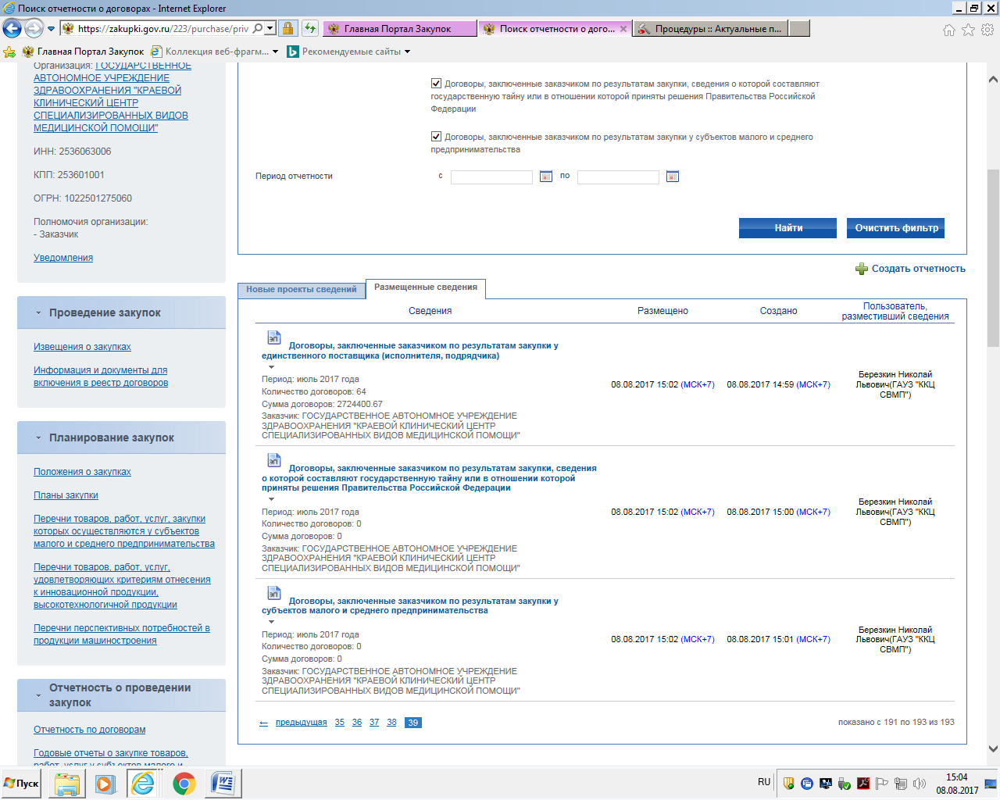 Поиск отчетности о договорах - Internet Explorer
https://zakupki.gov.ru/223/purchase/priv
Главная Портал Закупок
Поиск отчетности о дого...
Процедуры :: Актуальные п...
Главная Портал Закупок
Коллекция веб-фрагм...
Рекомендуемые сайты
Организация: ГОСУДАРСТВЕННОЕ
АВТОНОМНОЕ УЧРЕЖДЕНИЕ
ЗДРАВООХРАНЕНИЯ "КРАЕВОЙ
КЛИНИЧЕСКИЙ ЦЕНТР
СПЕЦИАЛИЗИРОВАННЫХ ВИДОВ
МЕДИЦИНСКОЙ ПОМОЩИ"
ИНН: 2536063006
КПП: 253601001
ОГРН: 1022501275060
Полномочия организации:
- Заказчик
Уведомления
Проведение закупок
Извещения о закупках
Информация и документы для
включения в реестр договоров
Планирование закупок
Положения о закупках
Планы закупки
Перечни товаров, работ, услуг, закупки
которых осуществляются у субъектов
малого и среднего предпринимательства
Перечни товаров, работ, услуг,
удовлетворяющих критериям отнесения
к инновационной продукции,
высокотехнологичной продукции
Перечни перспективных потребностей в
продукции машиностроения
Отчетность о проведении
закупок
Отчетность по договорам
Годовые отчеты о закупке товаров,
работ, услуг у субъектов малого и
Договоры, заключенные заказчиком по результатам закупки, сведения о которой составляют
государственную тайну или в отношении которой приняты решения Правительства Российской
Федерации
Договоры, заключенные заказчиком по результатам закупки у субъектов малого и среднего
предпринимательства
Период отчетности с по
Найти Очистить фильтр
Создать отчетность
Новые проекты сведений Размещенные сведения
Сведения Размещено Создано Пользователь,
разместивший сведения
ЭП Договоры, заключенные заказчиком по результатам закупки у
единственного поставщика (исполнителя, подрядчика)
Период: июль 2017 года
Количество договоров: 64
Сумма договоров: 2724400.67
Заказчик: ГОСУДАРСТВЕННОЕ АВТОНОМНОЕ УЧРЕЖДЕНИЕ
ЗДРАВООХРАНЕНИЯ "КРАЕВОЙ КЛИНИЧЕСКИЙ ЦЕНТР
СПЕЦИАЛИЗИРОВАННЫХ ВИДОВ МЕДИЦИНСКОЙ ПОМОЩИ"
08.08.2017 15:02 (МСК+7) 08.08.2017 14:59 (МСК+7)
Березкин Николай
Львович(ГАУЗ "ККЦ
СВМП")
ЭП Договоры, заключенные заказчиком по результатам закупки, сведения
о которой составляют государственную тайну или в отношении которой
приняты решения Правительства Российской Федерации
Период: июль 2017 года
Количество договоров: 0
Сумма договоров: 0
Заказчик: ГОСУДАРСТВЕННОЕ АВТОНОМНОЕ УЧРЕЖДЕНИЕ
ЗДРАВООХРАНЕНИЯ "КРАЕВОЙ КЛИНИЧЕСКИЙ ЦЕНТР
СПЕЦИАЛИЗИРОВАННЫХ ВИДОВ МЕДИЦИНСКОЙ ПОМОЩИ"
08.08.2017 15:02 (МСК+7) 08.08.2017 15:00 (МСК+7)
Березкин Николай
Львович(ГАУЗ "ККЦ
СВМП")
ЭП Договоры, заключенные заказчиком по результатам закупки у
субъектов малого и среднего предпринимательства
Период: июль 2017 года
Количество договоров: 0
Сумма договоров: 0
Заказчик: ГОСУДАРСТВЕННОЕ АВТОНОМНОЕ УЧРЕЖДЕНИЕ
ЗДРАВООХРАНЕНИЯ "КРАЕВОЙ КЛИНИЧЕСКИЙ ЦЕНТР
СПЕЦИАЛИЗИРОВАННЫХ ВИДОВ МЕДИЦИНСКОЙ ПОМОЩИ"
08.08.2017 15:02 (МСК+7) 08.08.2017 15:01 (МСК+7)
Березкин Николай
Львович(ГАУЗ "ККЦ
СВМП")
← предыдущая 35 36 37 38 39
показано с 191 по 193 из 193
Пуск
RU
15:04
08.08.2017